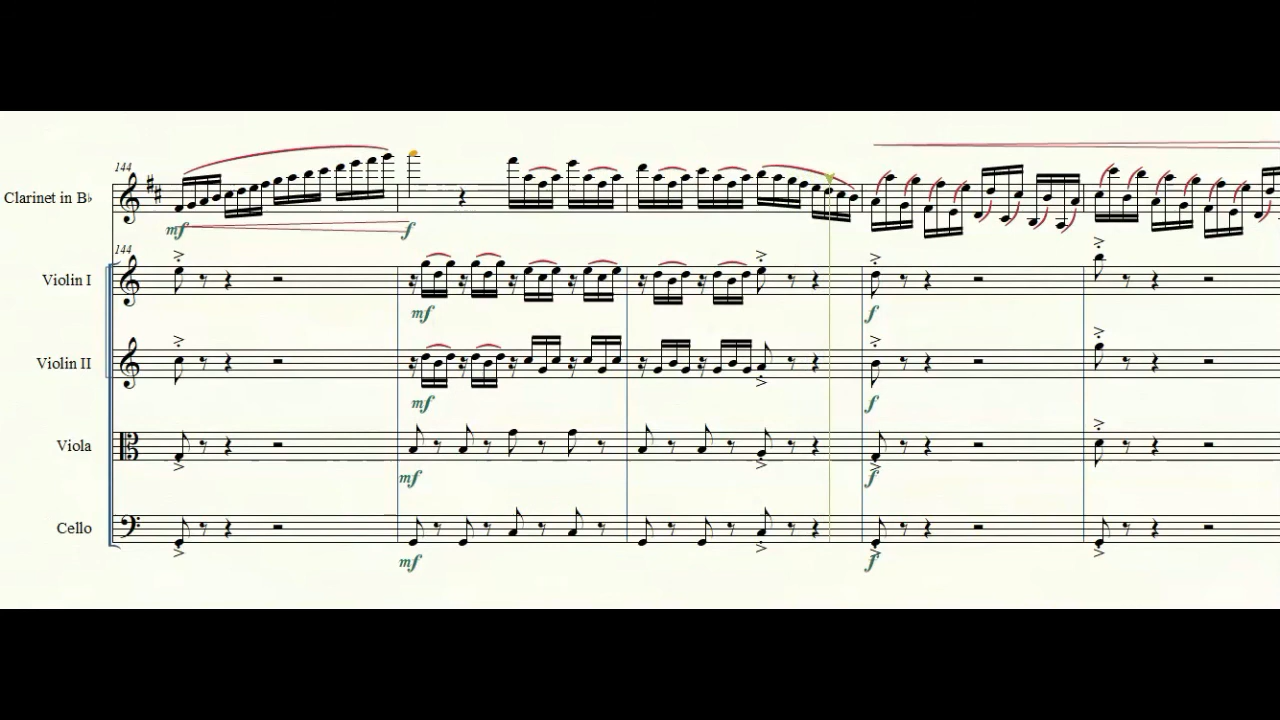 144
Clarinet in B♭
mf f
144
Violin I
mf f
Violin II
mf f
Viola
mf f
Cello
mf f